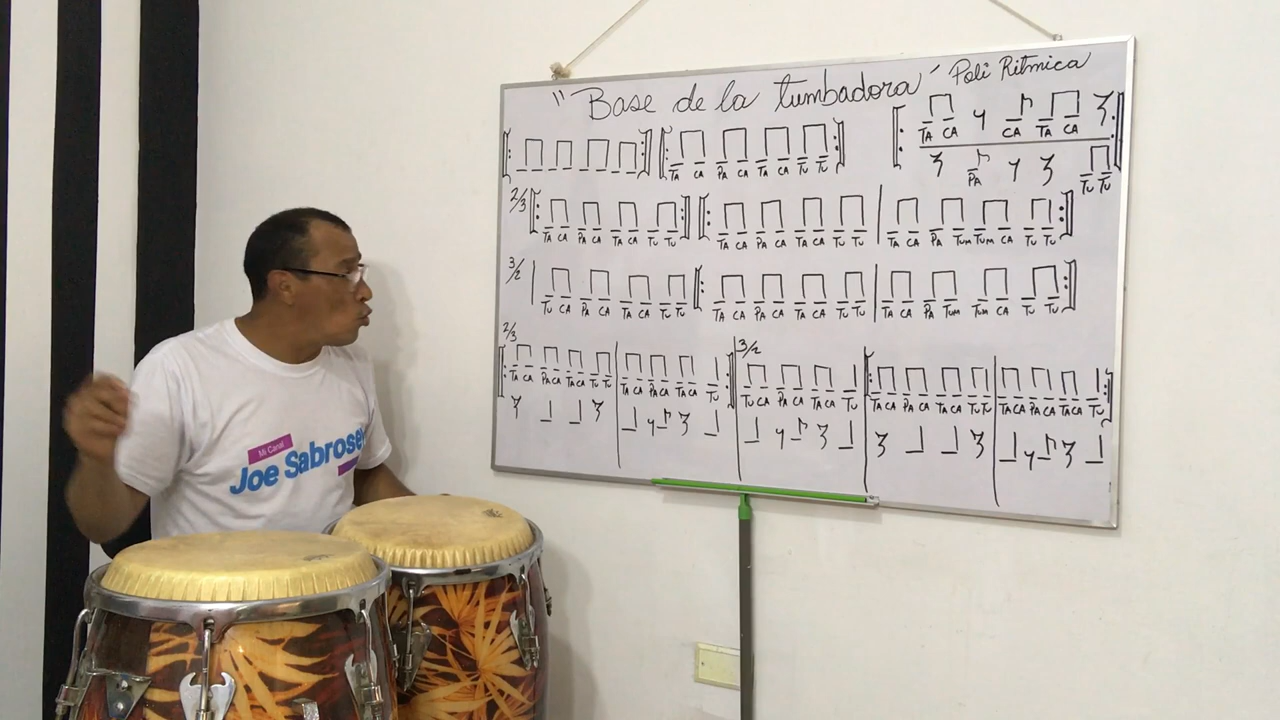 "Base de la tumbadora" Poli Ritmica
TA CA PA CA TA CA TU TU
TA CA CA TA CA
PA TU TU
2/3 TA CA PA CA TA CA TU TU TA CA PA CA TA CA TU TU TA CA PA TUM TUM CA TU TU
3/2 TU CA PA CA TA CA TU TU TA CA PA CA TA CA TU TU TA CA PA TUM TUM CA TU TU
2/3 3/2
TA CA PA CA TA CA TU TU TA CA PA CA TA CA TU TU CA PA CA TA CA TU TA CA PA CA TA CA TU TU TA CA PA CA TA CA TU
Mi Canal
Joe Sabrose